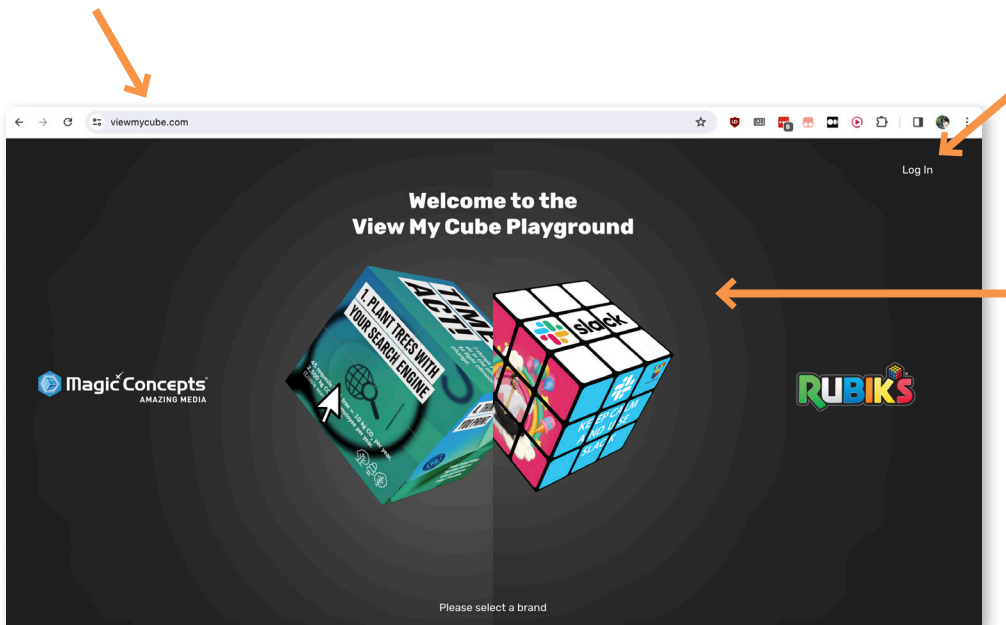 viewmycube.com
8
Log In
Welcome to the
View My Cube Playground
TIME
ACT!
1. PLANT TREES WITH
YOUR SEARCH ENGINE
slack
KEEP CALM
AND USE
SLACK
Magic Concepts
AMAZING MEDIA
RUBIK'S
Please select a brand